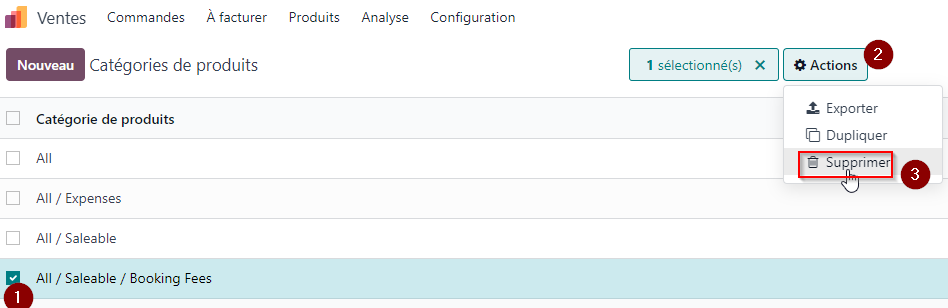 Ventes Commandes À facturer Produits Analyse Configuration
Nouveau Catégories de produits 1 sélectionné(s) × Actions 2
Exporter
Catégorie de produits
Dupliquer
All
Supprimer 3
All / Expenses
All / Saleable
All / Saleable / Booking Fees
1